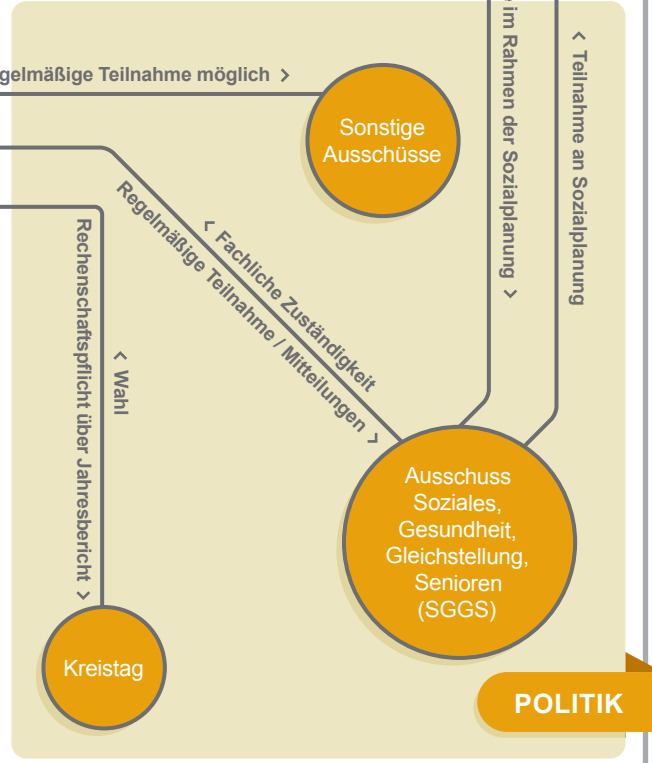 Teilnahme möglich >
Sonstige
Ausschüsse
im Rahmen der Sozialplanung >
< Teilnahme an Sozialplanung
< Fachliche Zuständigkeit
Regelmäßige Teilnahme / Mitteilungen >
< Wahl
Rechenschaftspflicht über Jahresbericht >
Ausschuss
Soziales,
Gesundheit,
Gleichstellung,
Senioren
(SGGS)
Kreistag
POLITIK